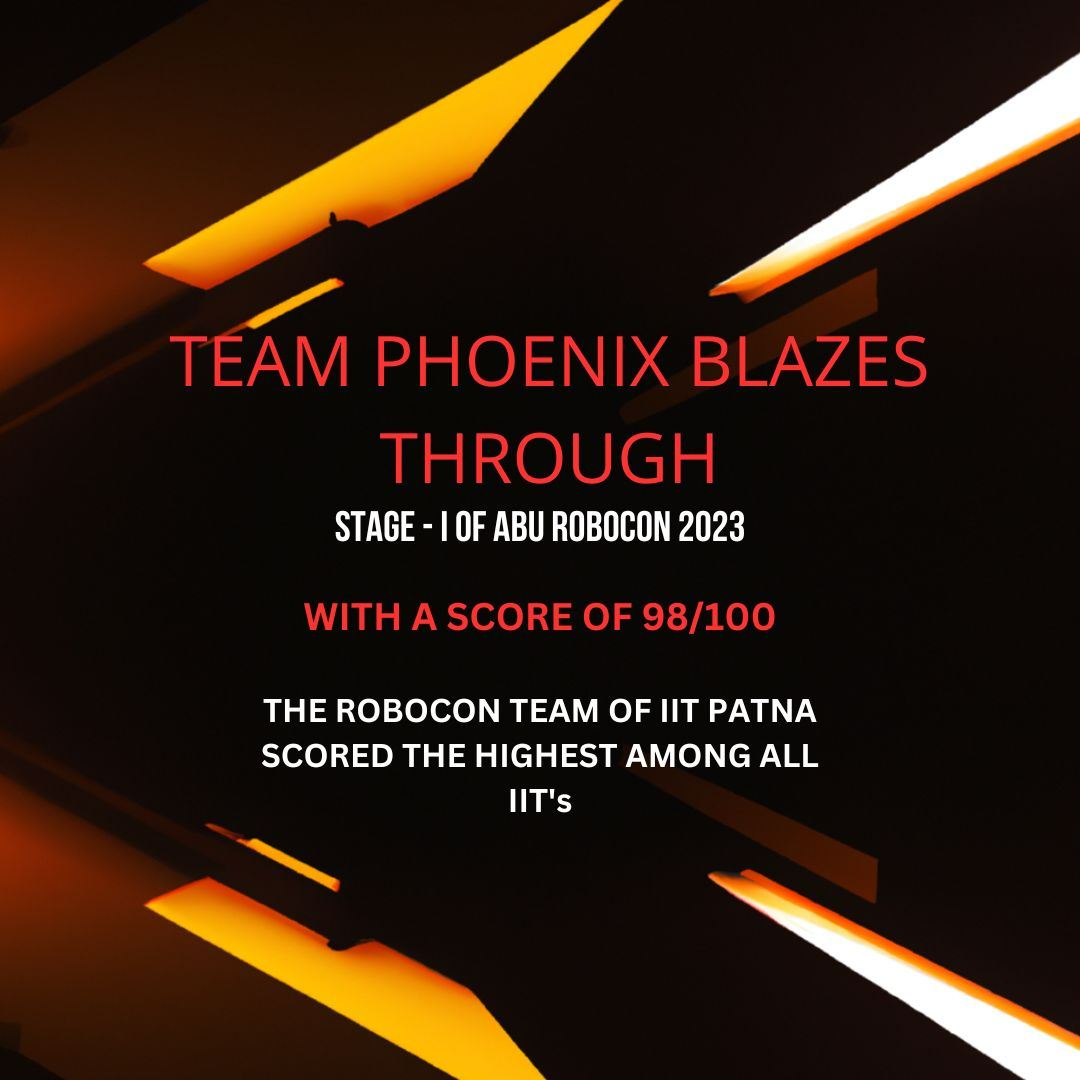 TEAM PHOENIX BLAZES
THROUGH
STAGE - I OF ABU ROBOCON 2023
WITH A SCORE OF 98/100
THE ROBOCON TEAM OF IIT PATNA
SCORED THE HIGHEST AMONG ALL
IIT's